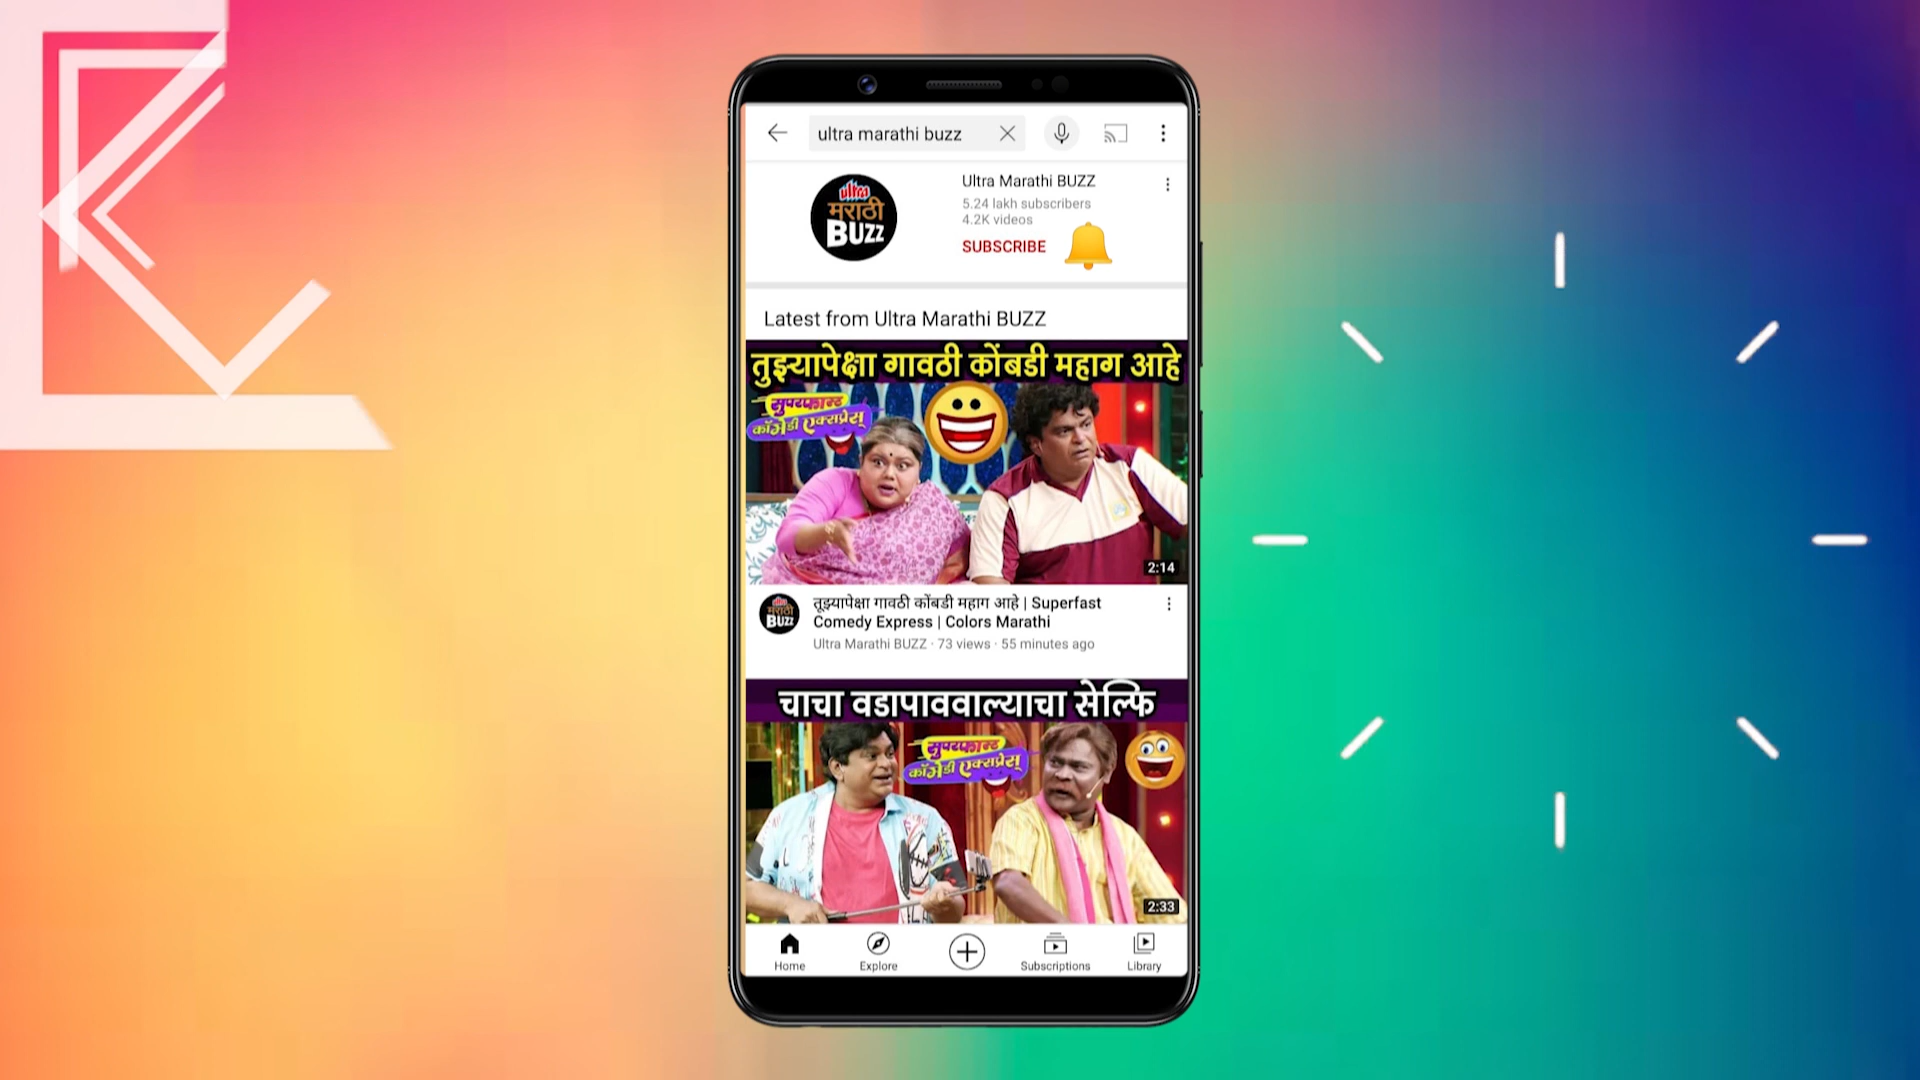 ultra marathi buzz
ultra
मराठी
BUZZ
Ultra Marathi BUZZ
5.24 lakh subscribers
4.2K videos
SUBSCRIBE
Latest from Ultra Marathi BUZZ
तुझ्यापेक्षा गावठी कोंबडी महाग आहे
सुपरफास्ट
कॉमेडी एक्सप्रेस्
2:14
ultra
मराठी
BUZZ
तूझ्यापेक्षा गावठी कोंबडी महाग आहे | Superfast
Comedy Express | Colors Marathi
Ultra Marathi BUZZ · 73 views · 55 minutes ago
चाचा वडापाववाल्याचा सेल्फि
सुपरफास्ट
कॉमेडी एक्सप्रेस्
2:33
Home
Explore
Subscriptions
Library